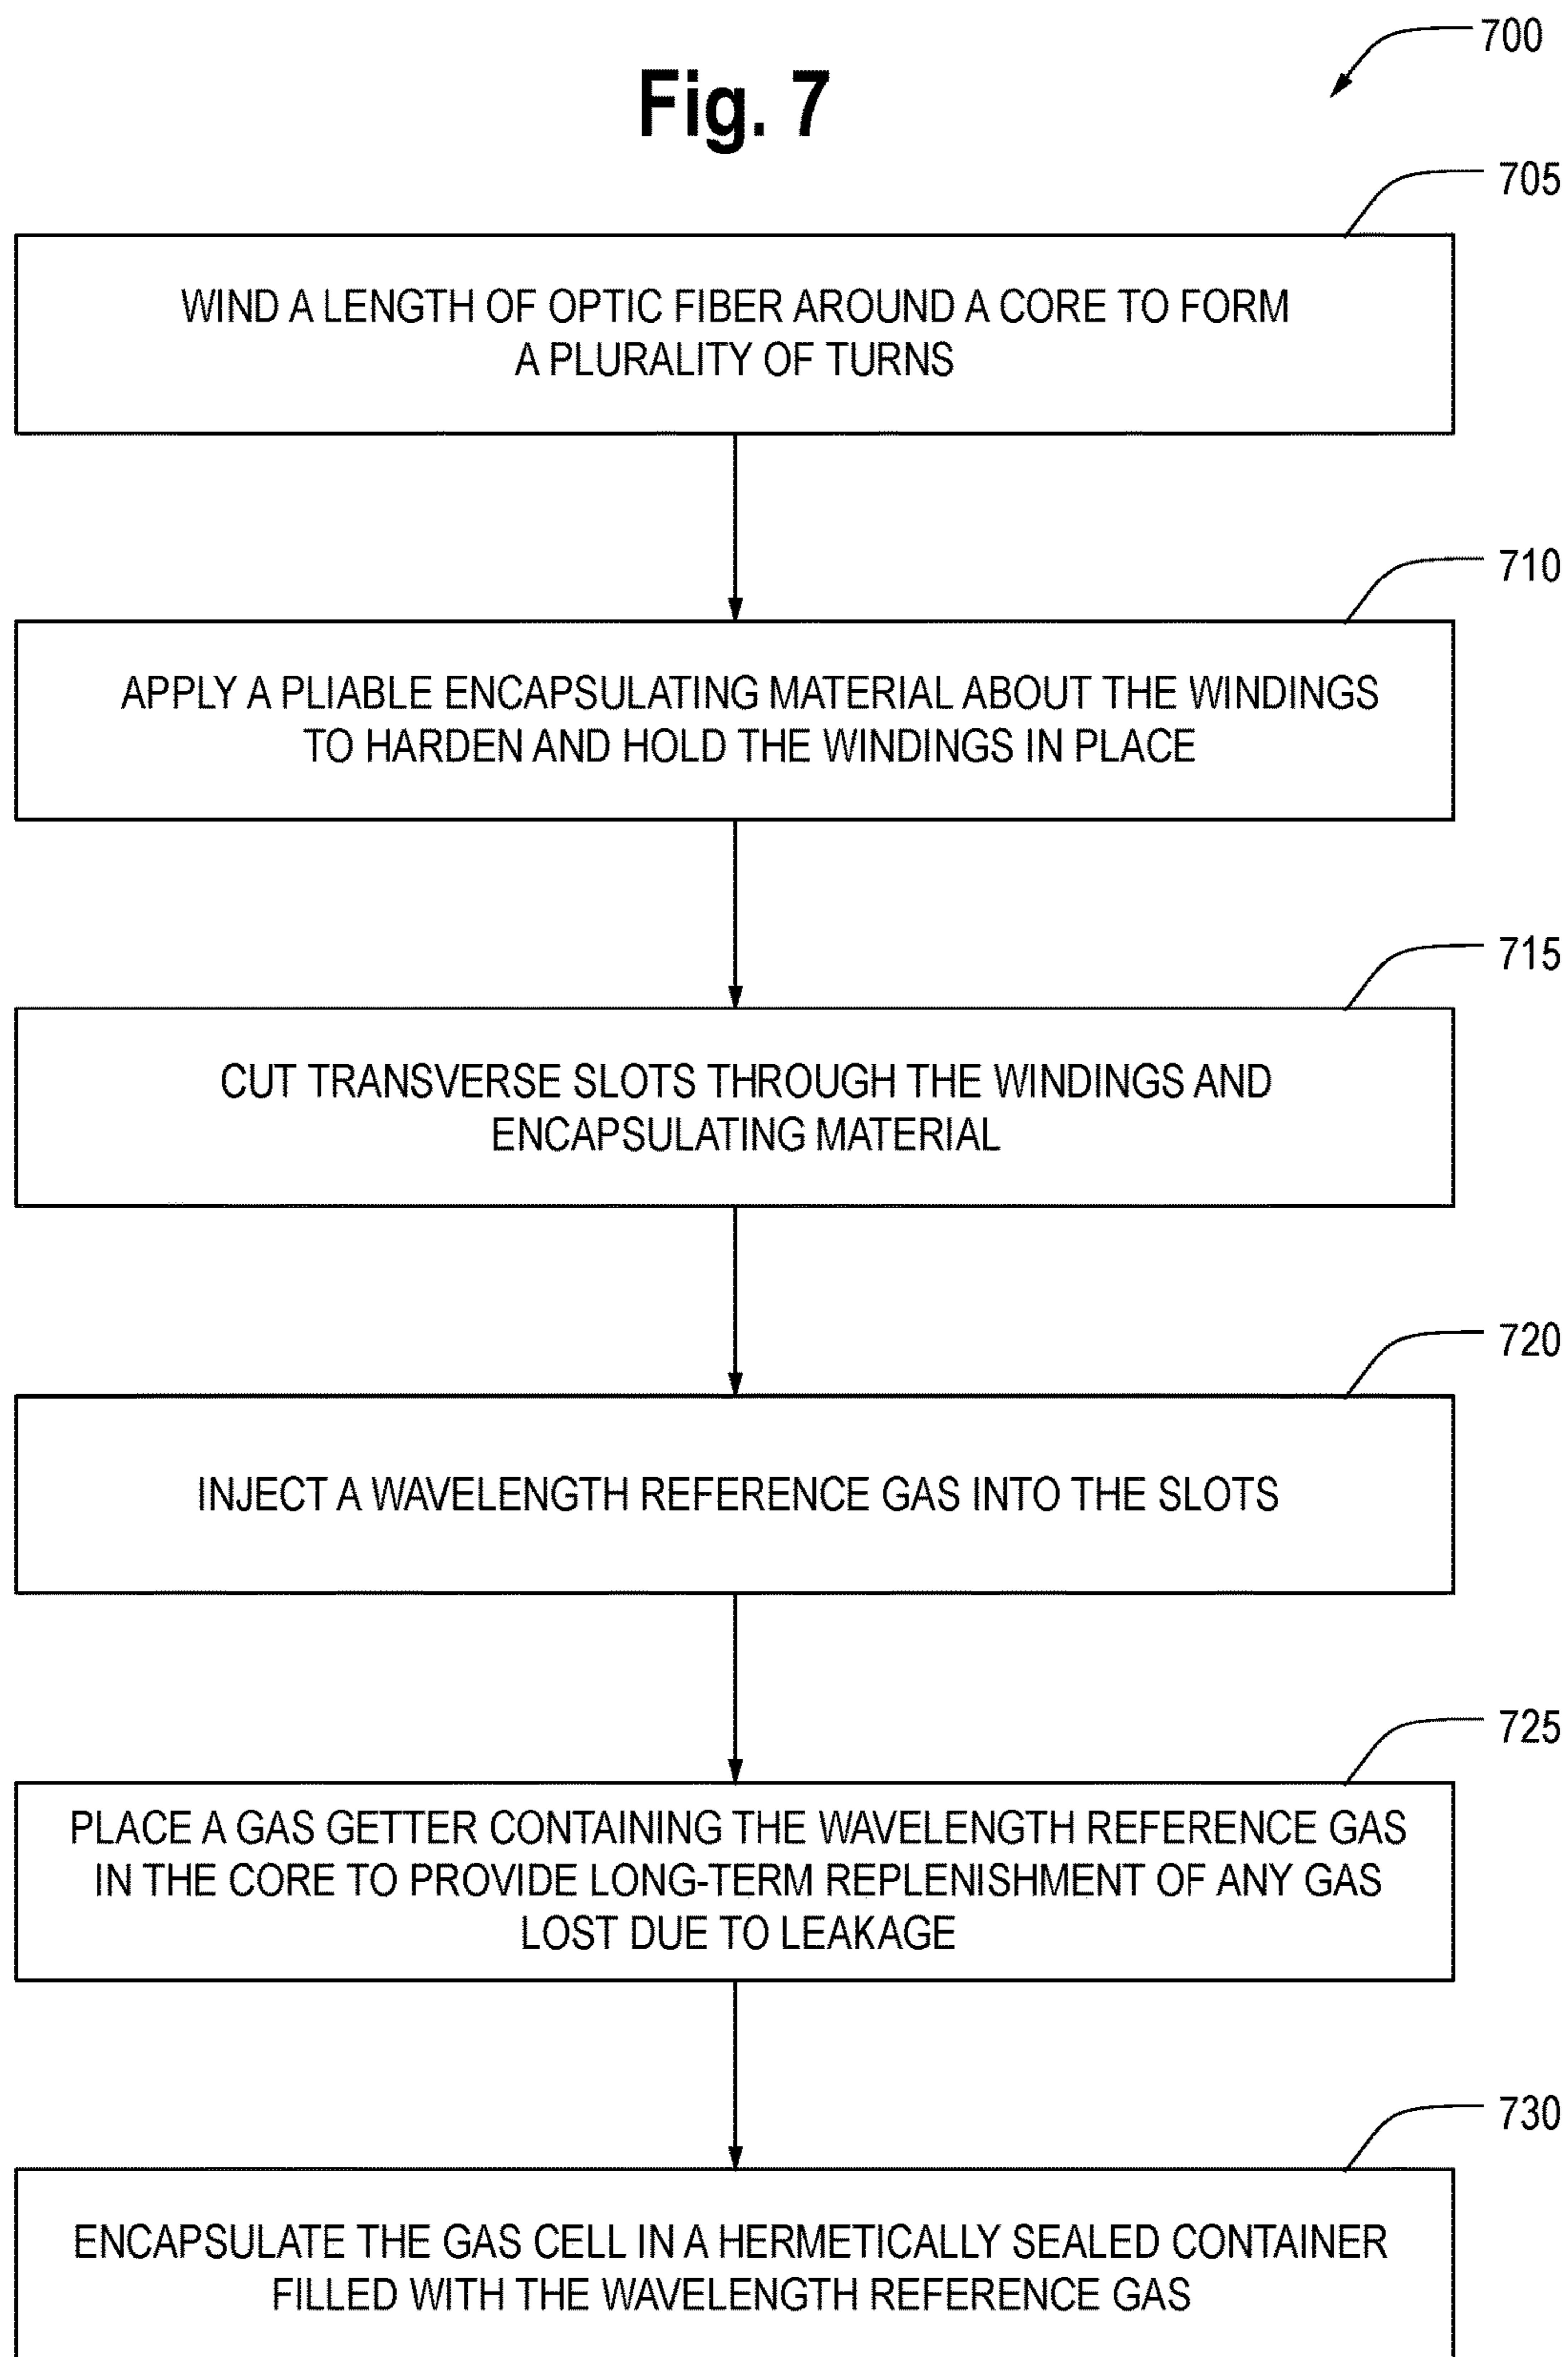 700
Fig. 7
705
WIND A LENGTH OF OPTIC FIBER AROUND A CORE TO FORM
A PLURALITY OF TURNS
710
APPLY A PLIABLE ENCAPSULATING MATERIAL ABOUT THE WINDINGS
TO HARDEN AND HOLD THE WINDINGS IN PLACE
715
CUT TRANSVERSE SLOTS THROUGH THE WINDINGS AND
ENCAPSULATING MATERIAL
720
INJECT A WAVELENGTH REFERENCE GAS INTO THE SLOTS
725
PLACE A GAS GETTER CONTAINING THE WAVELENGTH REFERENCE GAS
IN THE CORE TO PROVIDE LONG-TERM REPLENISHMENT OF ANY GAS
LOST DUE TO LEAKAGE
730
ENCAPSULATE THE GAS CELL IN A HERMETICALLY SEALED CONTAINER
FILLED WITH THE WAVELENGTH REFERENCE GAS